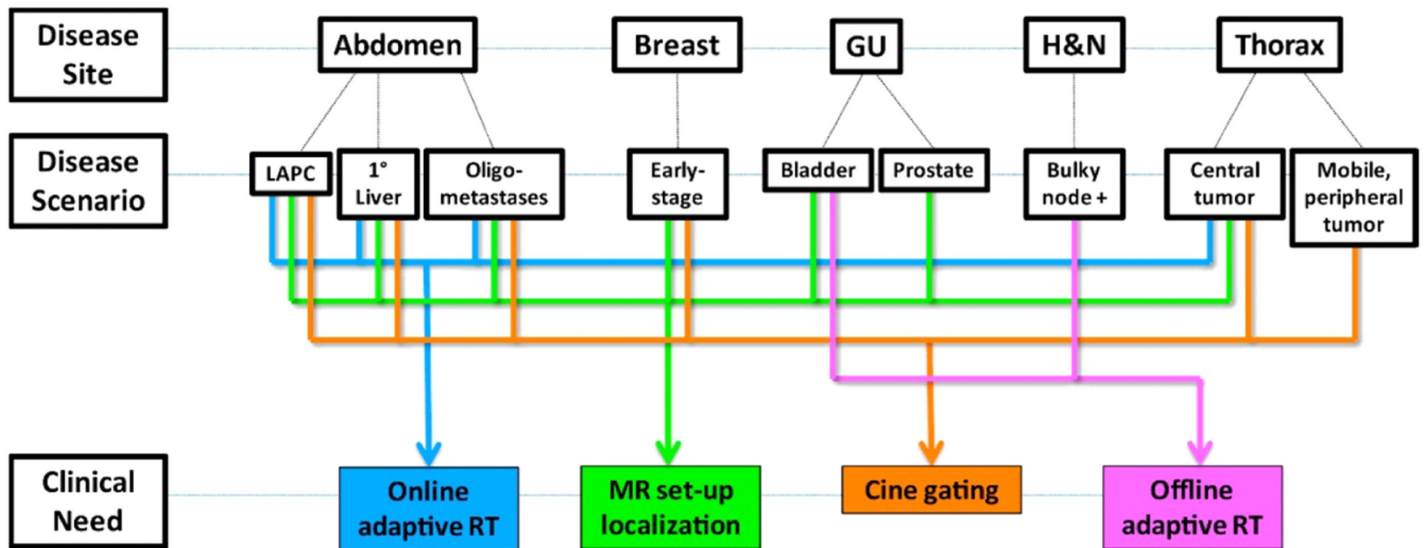 Disease
Site
Abdomen
Breast
GU
H&N
Thorax
Disease
Scenario
LAPC
1°
Liver
Oligo-
metastases
Early-
stage
Bladder
Prostate
Bulky
node +
Central
tumor
Mobile,
peripheral
tumor
Clinical
Need
Online
adaptive RT
MR set-up
localization
Cine gating
Offline
adaptive RT